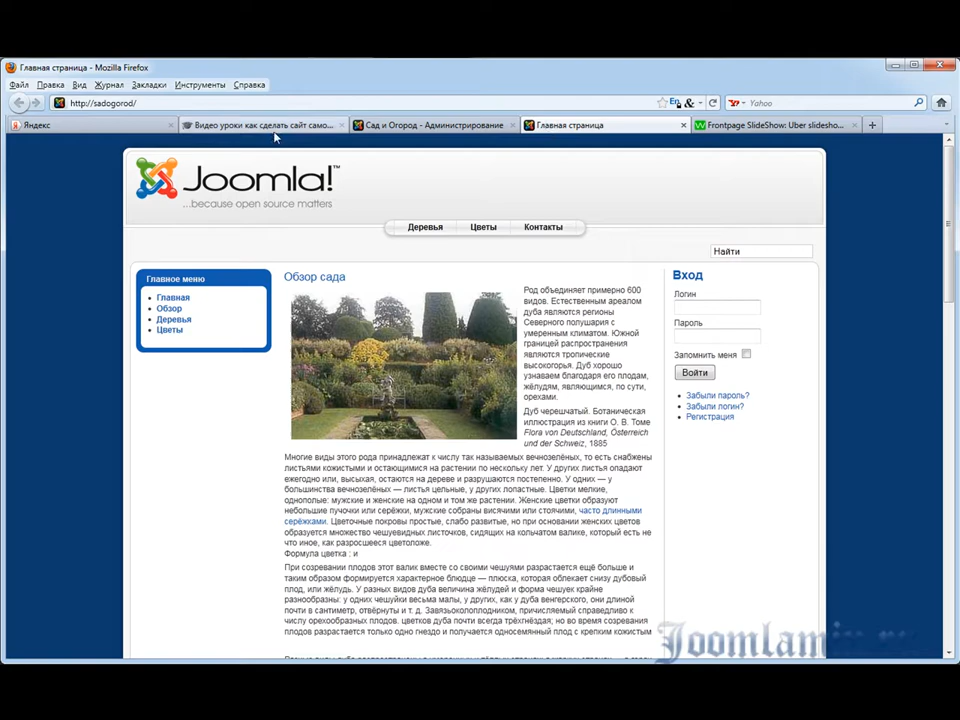 Главная страница - Mozilla Firefox
Файл Правка Вид Журнал Закладки Инструменты Справка
http://sadogorod/
Yahoo
Яндекс
Видео уроки как сделать сайт само...
Сад и Огород - Администрирование
Главная страница
Frontpage SlideShow: Uber slidesho...
Joomla!™
...because open source matters
Деревья Цветы Контакты
Найти
Главное меню
Главная
Обзор
Деревья
Цветы
Обзор сада
Род объединяет примерно 600
видов. Естественным ареалом
дуба являются регионы
Северного полушария с
умеренным климатом. Южной
границей распространения
являются тропические
высокогорья. Дуб хорошо
узнаваем благодаря его плодам,
жёлудям, являющимся, по сути,
орехами.
Дуб черешчатый. Ботаническая
иллюстрация из книги О. В. Томе
Flora von Deutschland, Österreich
und der Schweiz, 1885
Многие виды этого рода принадлежат к числу так называемых вечнозелёных, то есть снабжены
листьями кожистыми и остающимися на растении по нескольку лет. У других листья опадают
ежегодно или, высыхая, остаются на дереве и разрушаются постепенно. У одних — у
большинства вечнозелёных — листья цельные, у других лопастные. Цветки мелкие,
однополые: мужские и женские на одном и том же растении. Женские цветки образуют
небольшие пучочки или серёжки, мужские собраны висячими или стоячими, часто длинными
серёжками. Цветочные покровы простые, слабо развитые, но при основании женских цветов
образуется множество чешуевидных листочков, сидящих на кольчатом валике, который есть не
что иное, как разросшееся цветоложе.
Формула цветка : и
При созревании плодов этот валик вместе со своими чешуями разрастается ещё больше и
таким образом формируется характерное блюдце — плюска, которая облекает снизу дубовый
плод, или жёлудь. У разных видов дуба величина жёлудей и форма чешуек крайне
разнообразны: у одних чешуйки весьма малы, у других, как у дуба венгерского, они длиной
почти в сантиметр, отвёрнуты и т. д. Завязьоколоплодником, причисляемый справедливо к
числу орехообразных плодов. цветков дуба почти всегда трёхгнёздая; но во время созревания
плодов разрастается только одно гнездо и получается односемянный плод с крепким кожистым
Вход
Логин
Пароль
Запомнить меня
Войти
Забыли пароль?
Забыли логин?
Регистрация